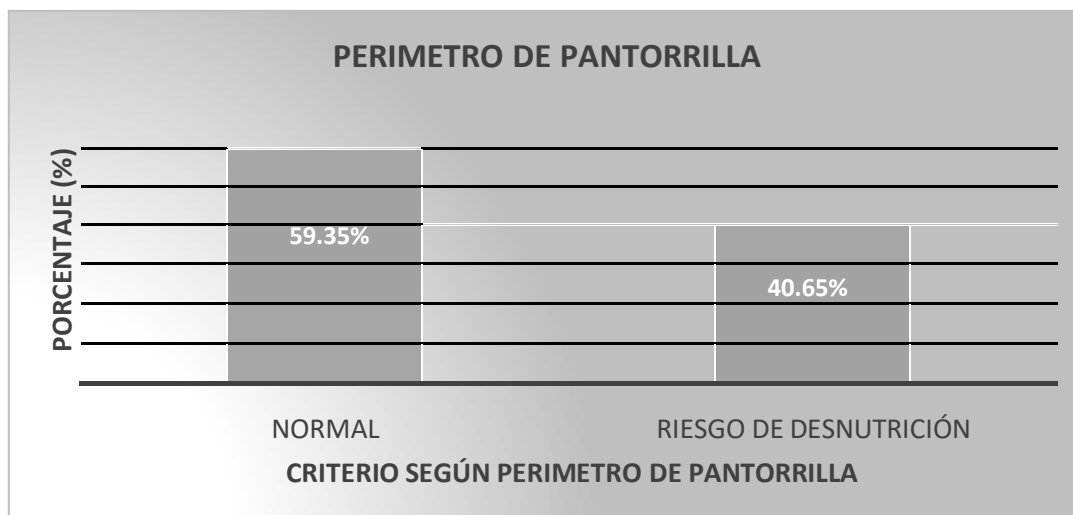 PERIMETRO DE PANTORRILLA
PORCENTAJE (%)
59.35%
40.65%
NORMAL
RIESGO DE DESNUTRICIÓN
CRITERIO SEGÚN PERIMETRO DE PANTORRILLA